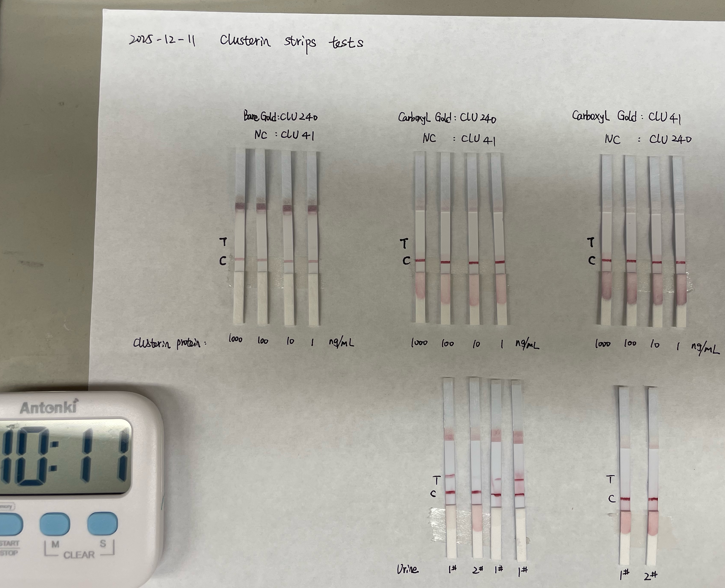 2025-12-11 Clusterin strips tests
Bare Gold: CLU 240
NC : CLU 41
Carboxyl Gold: CLU 240
NC : CLU 41
Carboxyl Gold: CLU 41
NC : CLU 240
T
C
T
C
T
C
Clusterin protein: 1000 100 10 1 ng/mL
1000 100 10 1 ng/mL
1000 100 10 1 ng/mL
Antonki
10:11
START
STOP
M S
CLEAR
T
C
T
C
Urine 1# 2# 1# 1#
1# 2#